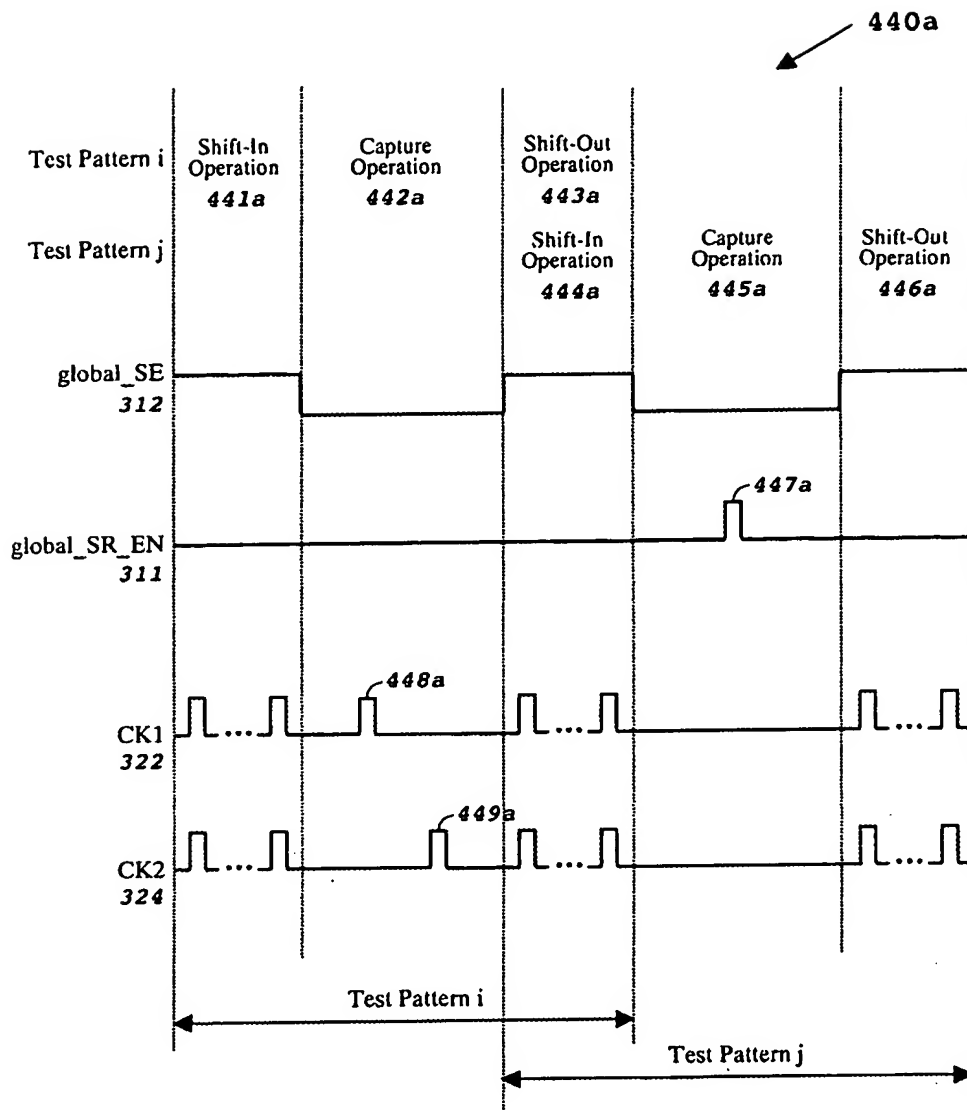 440a
Test Pattern i
Shift-In
Operation
441a
Capture
Operation
442a
Shift-Out
Operation
443a
Test Pattern j
Shift-In
Operation
444a
Capture
Operation
445a
Shift-Out
Operation
446a
global_SE
312
447a
global_SR_EN
311
448a
...
...
...
CK1
322
449a
...
...
...
CK2
324
Test Pattern i
Test Pattern j